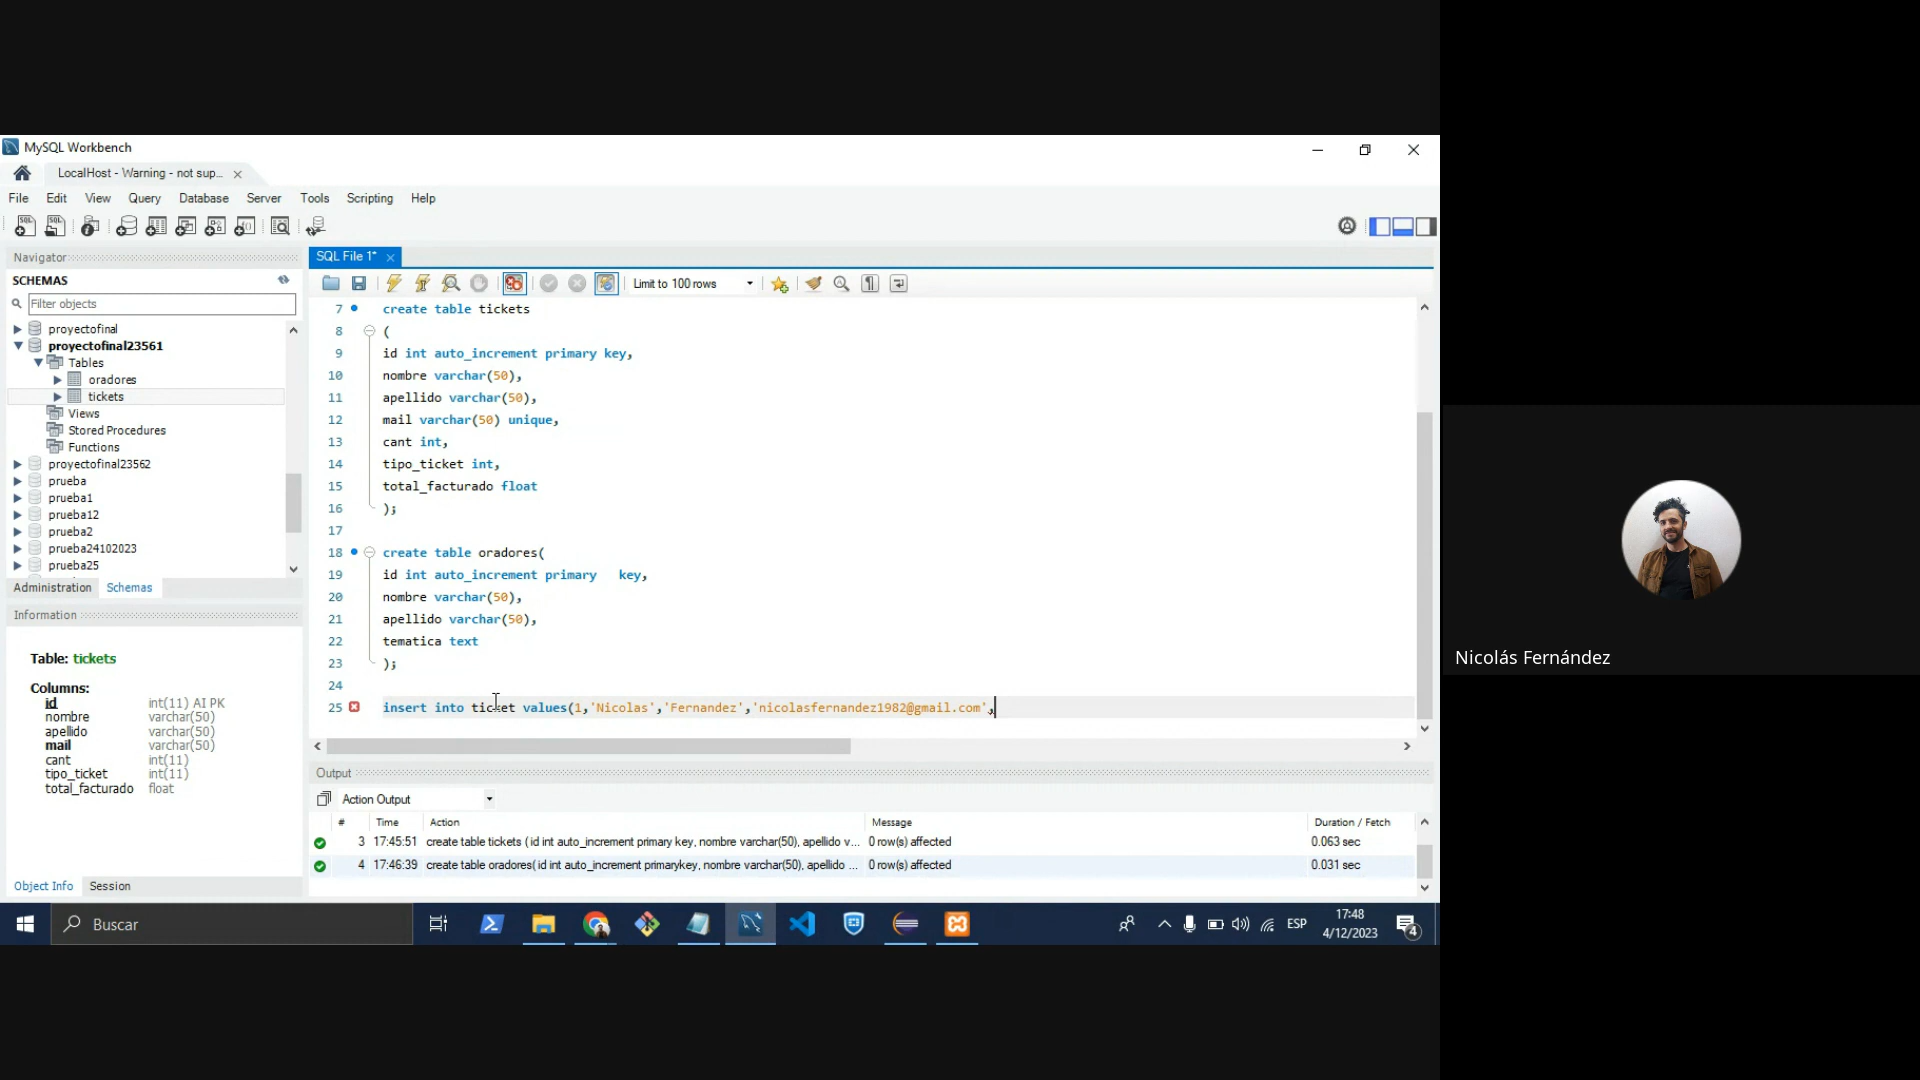 MySQL Workbench
LocalHost - Warning - not sup...
File Edit View Query Database Server Tools Scripting Help
Navigator
SCHEMAS
Filter objects
proyectofinal
proyectofinal23561
Tables
oradores
tickets
Views
Stored Procedures
Functions
proyectofinal23562
prueba
prueba1
prueba12
prueba2
prueba24102023
prueba25
Administration Schemas
Information
Table: tickets
Columns:
id int(11) AI PK
nombre varchar(50)
apellido varchar(50)
mail varchar(50)
cant int(11)
tipo_ticket int(11)
total_facturado float
Object Info Session
SQL File 1*
Limit to 100 rows
7 create table tickets
8 (
9 id int auto_increment primary key,
10 nombre varchar(50),
11 apellido varchar(50),
12 mail varchar(50) unique,
13 cant int,
14 tipo_ticket int,
15 total_facturado float
16 );
17
18 create table oradores(
19 id int auto_increment primary key,
20 nombre varchar(50),
21 apellido varchar(50),
22 tematica text
23 );
24
25 insert into ticket values(1,'Nicolas','Fernandez','nicolasfernandez1982@gmail.com',
Output
Action Output
# Time Action Message Duration / Fetch
3 17:45:51 create table tickets ( id int auto_increment primary key, nombre varchar(50), apellido v... 0 row(s) affected 0.063 sec
4 17:46:39 create table oradores( id int auto_increment primarykey, nombre varchar(50), apellido ... 0 row(s) affected 0.031 sec
Buscar
ESP
17:48
4/12/2023
4
Nicolás Fernández